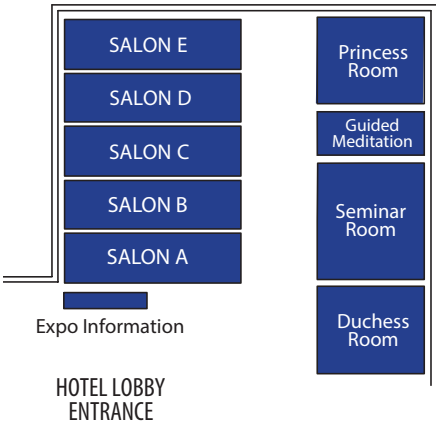 SALON E
SALON D
SALON C
SALON B
SALON A
Expo Information
HOTEL LOBBY
ENTRANCE
Princess
Room
Guided
Meditation
Seminar
Room
Duchess
Room